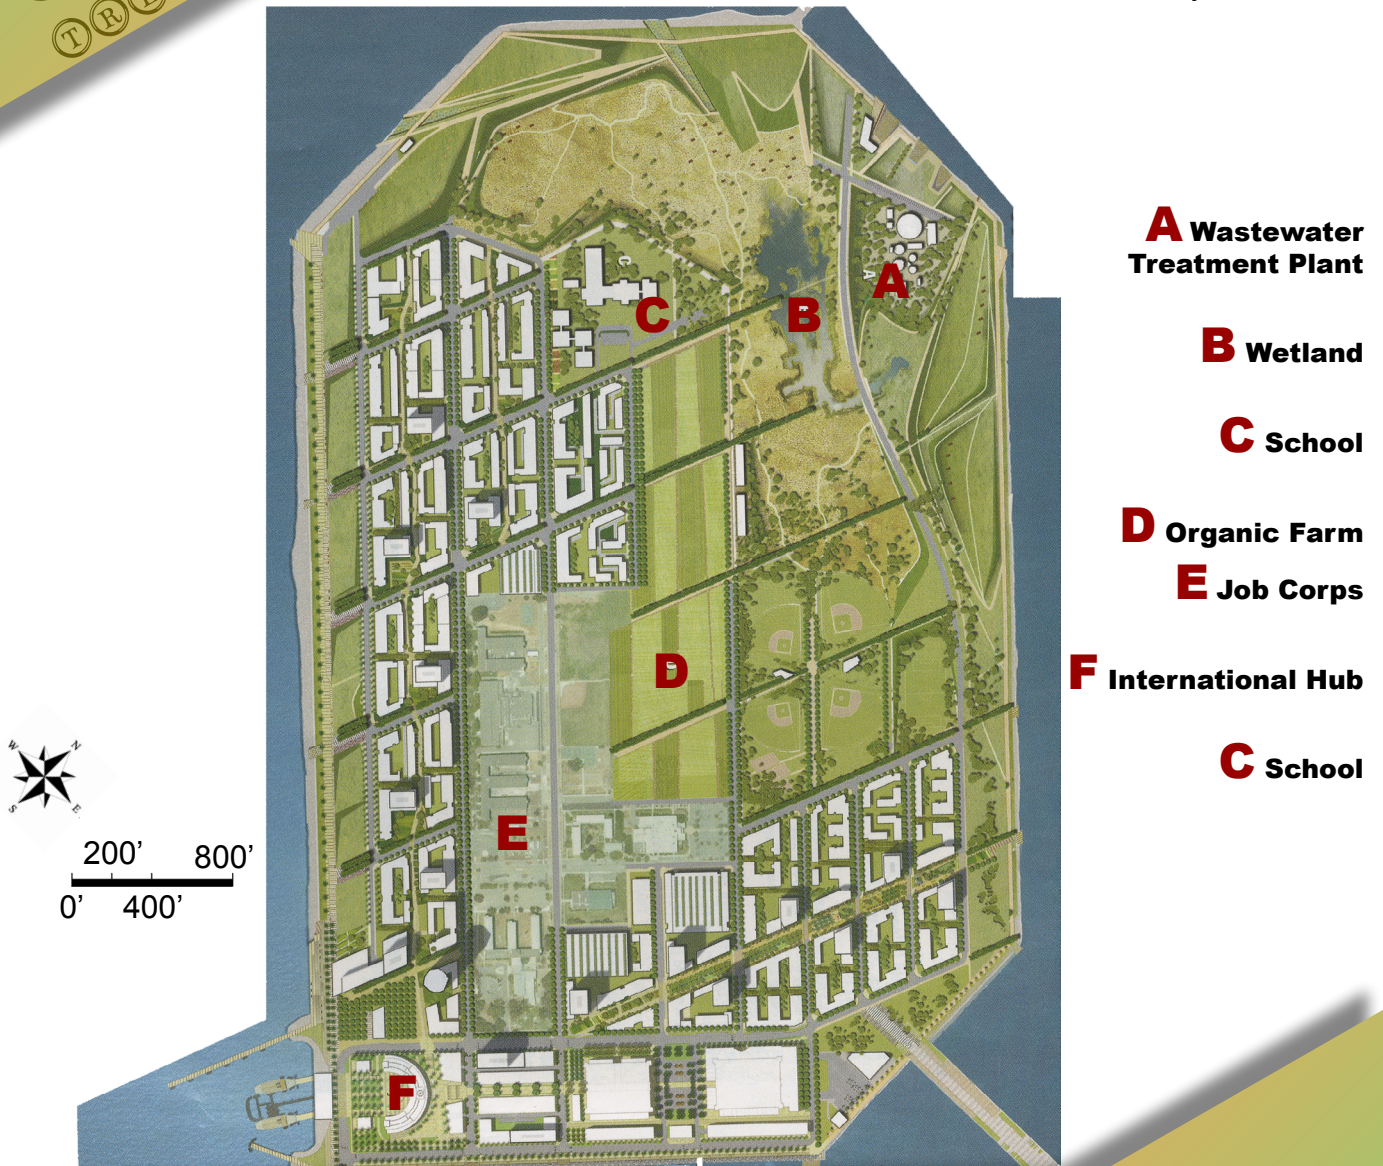 T R E
A Wastewater
Treatment Plant
B Wetland
C School
D Organic Farm
E Job Corps
F International Hub
C School
A
B
C
D
E
F
C
A
W N
S E
200' 800'
0' 400'